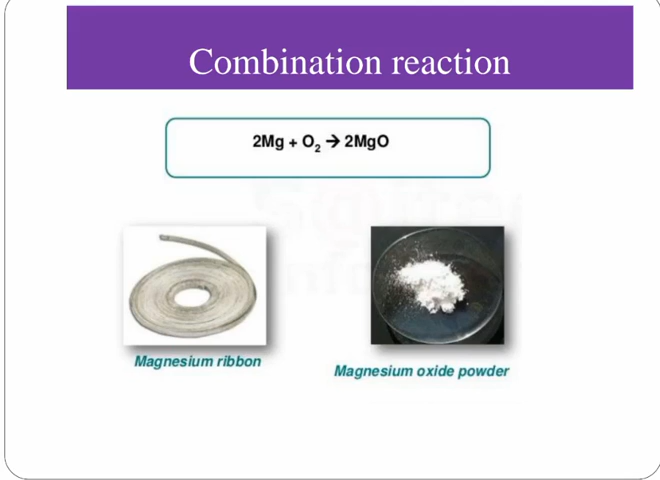 Combination reaction
2Mg + O₂ → 2MgO
Magnesium ribbon
Magnesium oxide powder